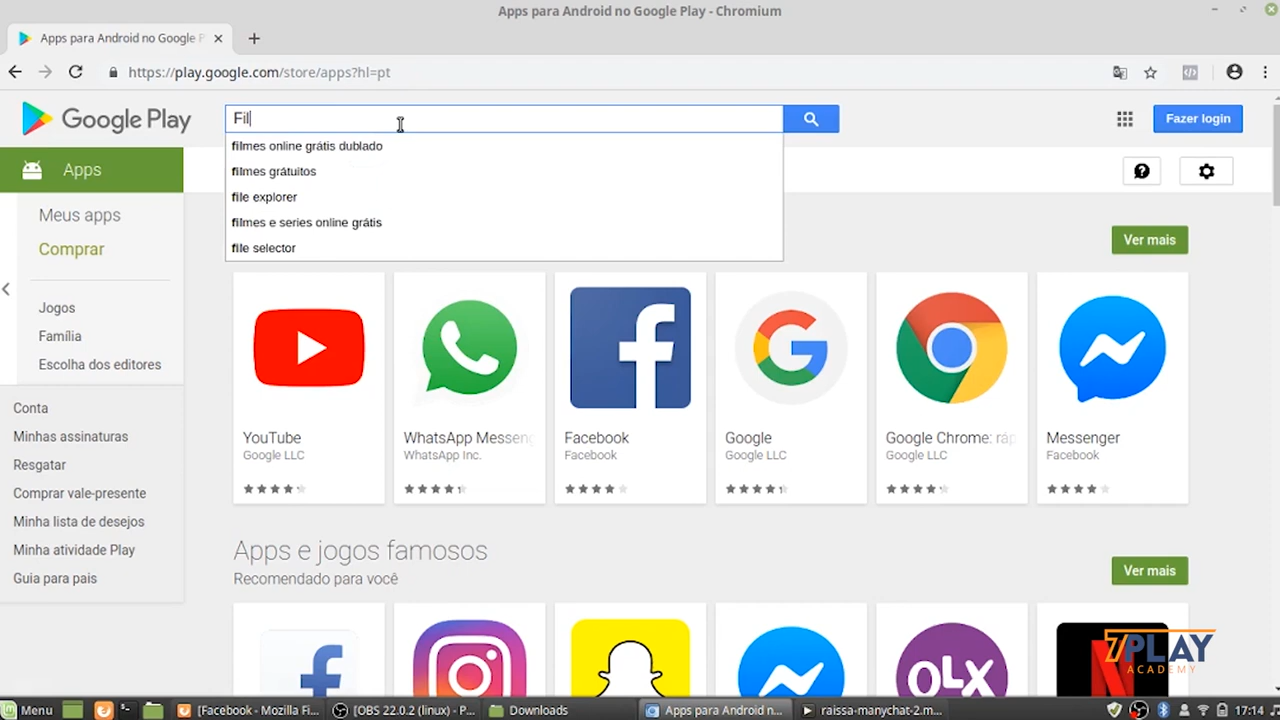 Apps para Android no Google Play - Chromium
Apps para Android no Google P
https://play.google.com/store/apps?hl=pt
Google Play
Fil
Fazer login
filmes online grátis dublado
filmes grátuitos
file explorer
filmes e series online grátis
file selector
Apps
Meus apps
Comprar
Jogos
Família
Escolha dos editores
Conta
Minhas assinaturas
Resgatar
Comprar vale-presente
Minha lista de desejos
Minha atividade Play
Guia para pais
Ver mais
YouTube
Google LLC
WhatsApp Messeng
WhatsApp Inc.
Facebook
Facebook
Google
Google LLC
Google Chrome: ráp
Google LLC
Messenger
Facebook
Apps e jogos famosos
Recomendado para você
Ver mais
OLX
7PLAY
ACADEMY
Menu
[Facebook - Mozilla Fi...
[OBS 22.0.2 (linux) - P...
Downloads
Apps para Android n...
raissa-manychat-2.m...
17:14